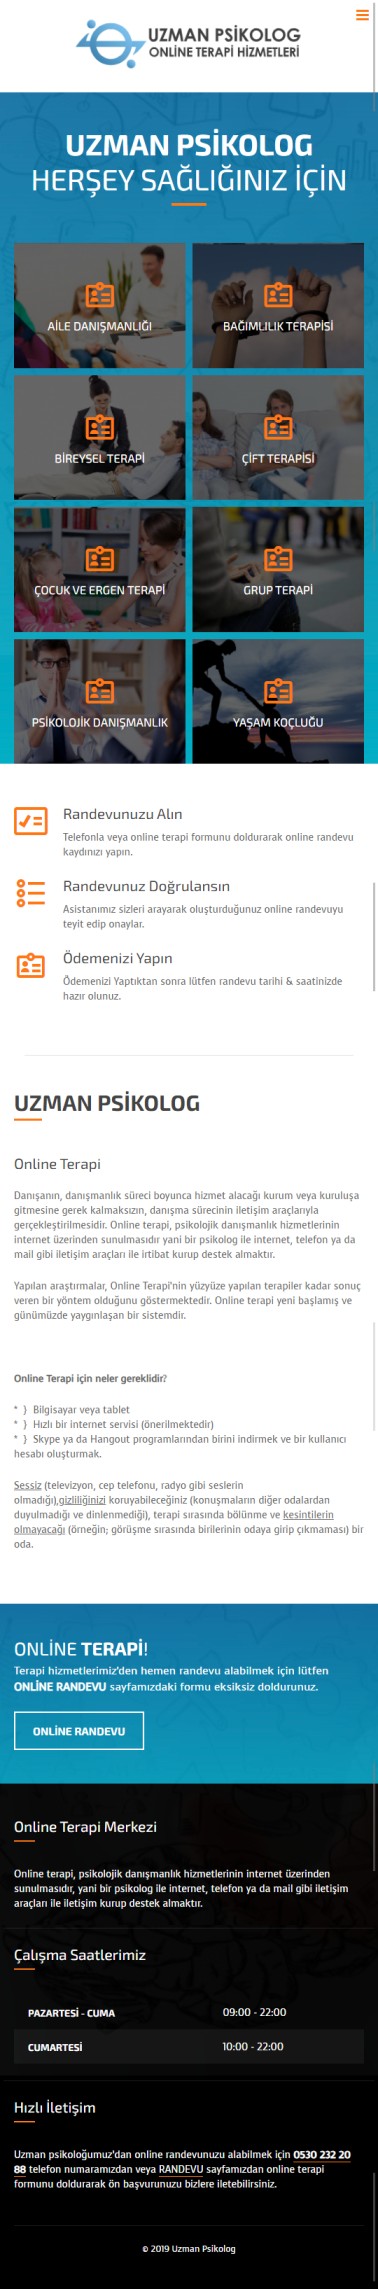 UZMAN PSİKOLOG
ONLINE TERAPİ HİZMETLERİ
UZMAN PSİKOLOG
HERŞEY SAĞLIĞINIZ İÇİN
AİLE DANIŞMANLIĞI
BAĞIMLILIK TERAPİSİ
BİREYSEL TERAPİ
ÇİFT TERAPİSİ
ÇOCUK VE ERGEN TERAPİ
GRUP TERAPİ
PSİKOLOJİK DANIŞMANLIK
YAŞAM KOÇLUĞU
Randevunuzu Alın
Telefonla veya online terapi formunu doldurarak online randevu
kaydınızı yapın.
Randevunuz Doğrulansın
Asistanımız sizleri arayarak oluşturduğunuz online randevuyu
teyit edip onaylar.
Ödemenizi Yapın
Ödemenizi Yaptıktan sonra lütfen randevu tarihi & saatinizde
hazır olunuz.
UZMAN PSİKOLOG
Online Terapi
Danışanın, danışmanlık süreci boyunca hizmet alacağı kurum veya kuruluşa
gitmesine gerek kalmaksızın, danışma sürecinin iletişim araçlarıyla
gerçekleştirilmesidir. Online terapi, psikolojik danışmanlık hizmetlerinin
internet üzerinden sunulmasıdır yani bir psikolog ile internet, telefon ya da
mail gibi iletişim araçları ile irtibat kurup destek almaktır.
Yapılan araştırmalar, Online Terapi'nin yüzyüze yapılan terapiler kadar sonuç
veren bir yöntem olduğunu göstermektedir. Online terapi yeni başlamış ve
günümüzde yaygınlaşan bir sistemdir.
Online Terapi için neler gereklidir?
* } Bilgisayar veya tablet
* } Hızlı bir internet servisi (önerilmektedir)
* } Skype ya da Hangout programlarından birini indirmek ve bir kullanıcı
hesabı oluşturmak.
Sessiz (televizyon, cep telefonu, radyo gibi seslerin
olmadığı),gizliliğinizi koruyabileceğiniz (konuşmaların diğer odalardan
duyulmadığı ve dinlenmediği), terapi sırasında bölünme ve kesintilerin
olmayacağı (örneğin; görüşme sırasında birilerinin odaya girip çıkmaması) bir
oda.
ONLİNE TERAPİ!
Terapi hizmetlerimiz'den hemen randevu alabilmek için lütfen
ONLİNE RANDEVU sayfamızdaki formu eksiksiz doldurunuz.
ONLİNE RANDEVU
Online Terapi Merkezi
Online terapi, psikolojik danışmanlık hizmetlerinin internet üzerinden
sunulmasıdır, yani bir psikolog ile internet, telefon ya da mail gibi iletişim
araçları ile iletişim kurup destek almaktır.
Çalışma Saatlerimiz
PAZARTESİ - CUMA 09:00 - 22:00
CUMARTESİ 10:00 - 22:00
Hızlı İletişim
Uzman psikoloğumuz'dan online randevunuzu alabilmek için 0530 232 20
88 telefon numaramızdan veya RANDEVU sayfamızdan online terapi
formunu doldurarak ön başvurunuzu bizlere iletebilirsiniz.
© 2019 Uzman Psikolog